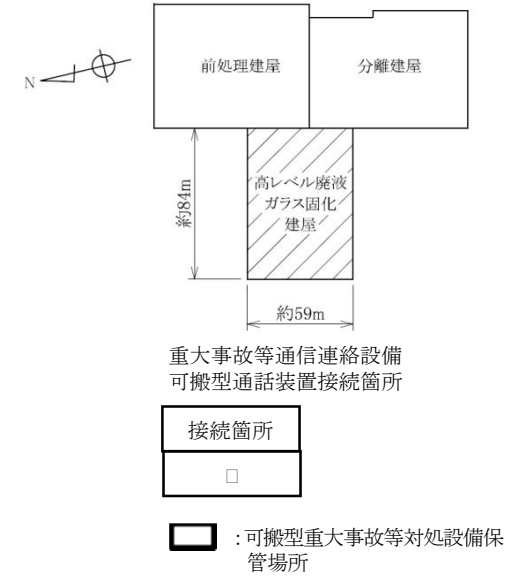 前処理建屋
分離建屋
N
高レベル廃液
ガラス固化
建屋
約84m
約59m
重大事故等通信連絡設備
可搬型通話装置接続箇所
接続箇所
□
：可搬型重大事故等対処設備保
管場所